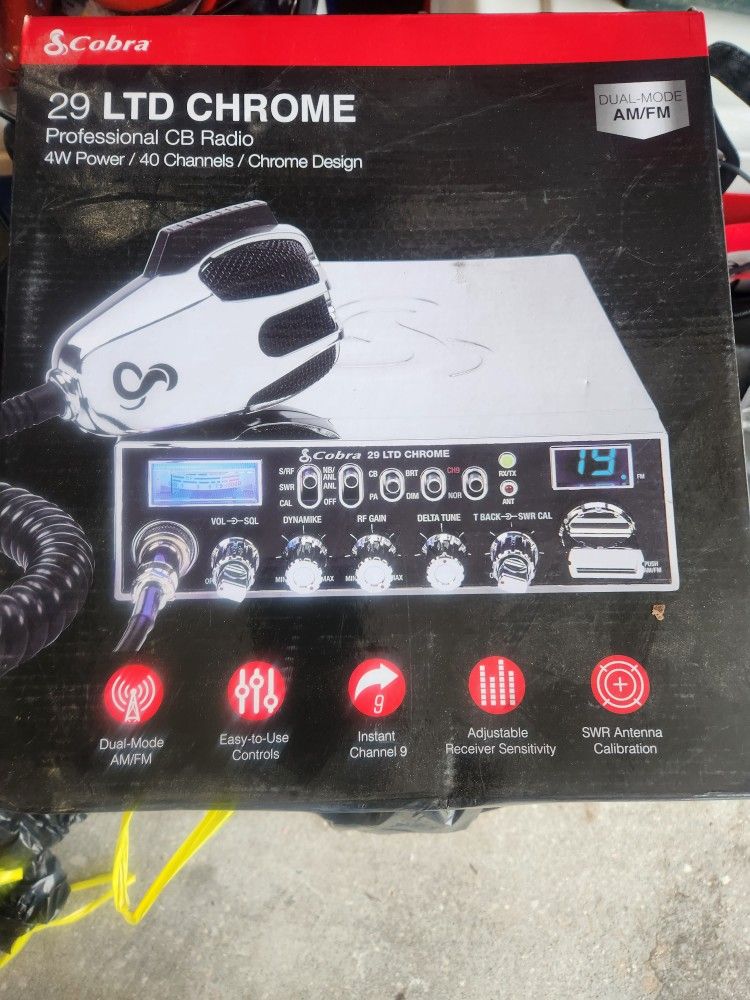 Cobra
29 LTD CHROME
Professional CB Radio
4W Power / 40 Channels / Chrome Design
DUAL-MODE
AM/FM
Cobra 29 LTD CHROME
S/RF
SWR
CAL
NB/
ANL
ANL
OFF
CB
PA
BRT
DIM
CH9
NOR
RX/TX
ANT
19.
FM
VOL SQL
DYNAMIKE
RF GAIN
DELTA TUNE
T BACK SWR CAL
MIN MAX
MIN MAX
PUSH
AM/FM
Dual-Mode
AM/FM
Easy-to-Use
Controls
9
Instant
Channel 9
Adjustable
Receiver Sensitivity
SWR Antenna
Calibration